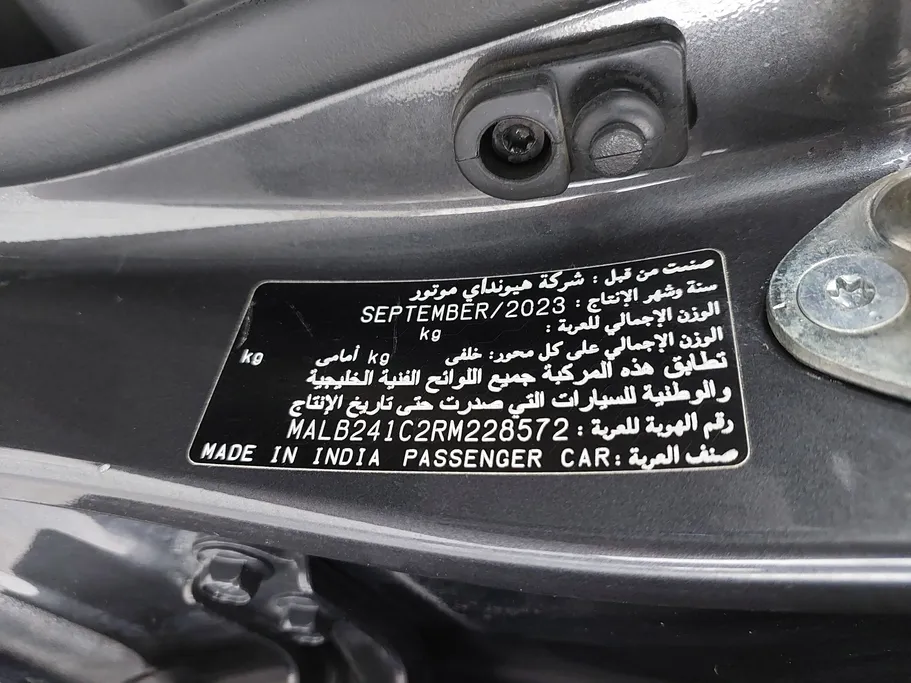 صنعت من قبل : شركة هيونداي موتور
سنة وشهر الإنتاج : SEPTEMBER/2023
الوزن الإجمالي للعربة : kg
الوزن الإجمالي على كل محور: خلفى kg أمامى kg
تطابق هذه المركبة جميع اللوائح الفنية الخليجية
والوطنية للسيارات التي صدرت حتى تاريخ الإنتاج
رقم الهوية للعربة : MALB241C2RM228572
صنف العربة : PASSENGER CAR MADE IN INDIA